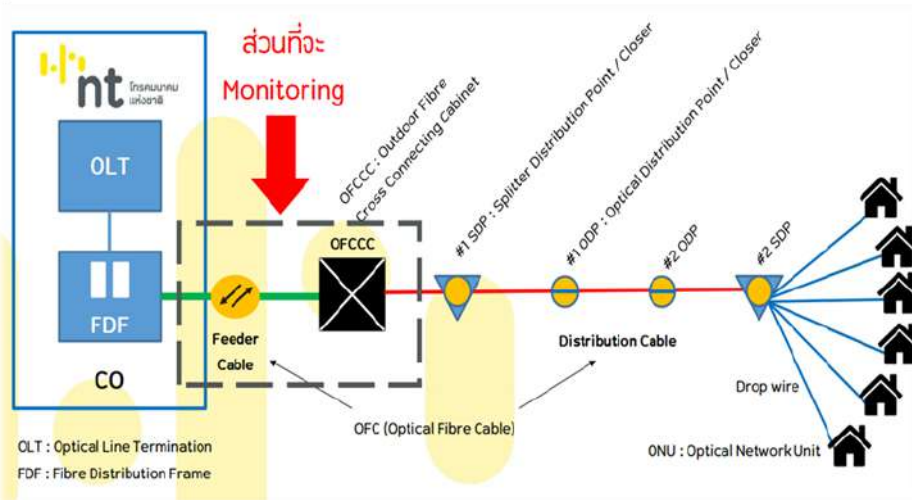 nt
โทรคมนาคม
แห่งชาติ
OLT
FDF
CO
OLT : Optical Line Termination
FDF : Fibre Distribution Frame
ส่วนที่จะ
Monitoring
OFCCC : Outdoor Fibre
Cross Connecting Cabinet
OFCCC
Feeder
Cable
#1 SDP : Splitter Distribution Point / Closer
#1 ODP : Optical Distribution Point / Closer
#2 ODP
#2 SDP
Distribution Cable
OFC (Optical Fibre Cable)
Drop wire
ONU : Optical Network Unit